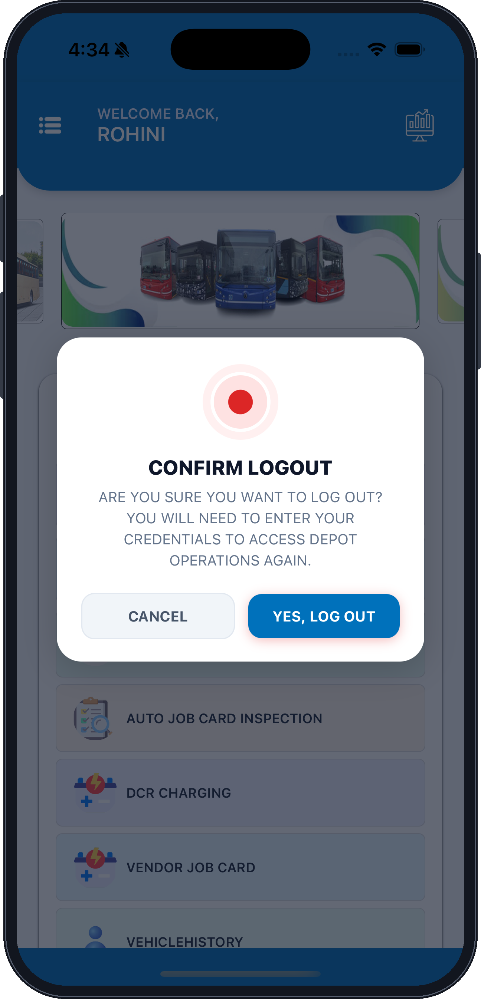 4:34
WELCOME BACK,
ROHINI
CONFIRM LOGOUT
ARE YOU SURE YOU WANT TO LOG OUT?
YOU WILL NEED TO ENTER YOUR
CREDENTIALS TO ACCESS DEPOT
OPERATIONS AGAIN.
CANCEL
YES, LOG OUT
AUTO JOB CARD INSPECTION
DCR CHARGING
VENDOR JOB CARD
VEHICLEHISTORY